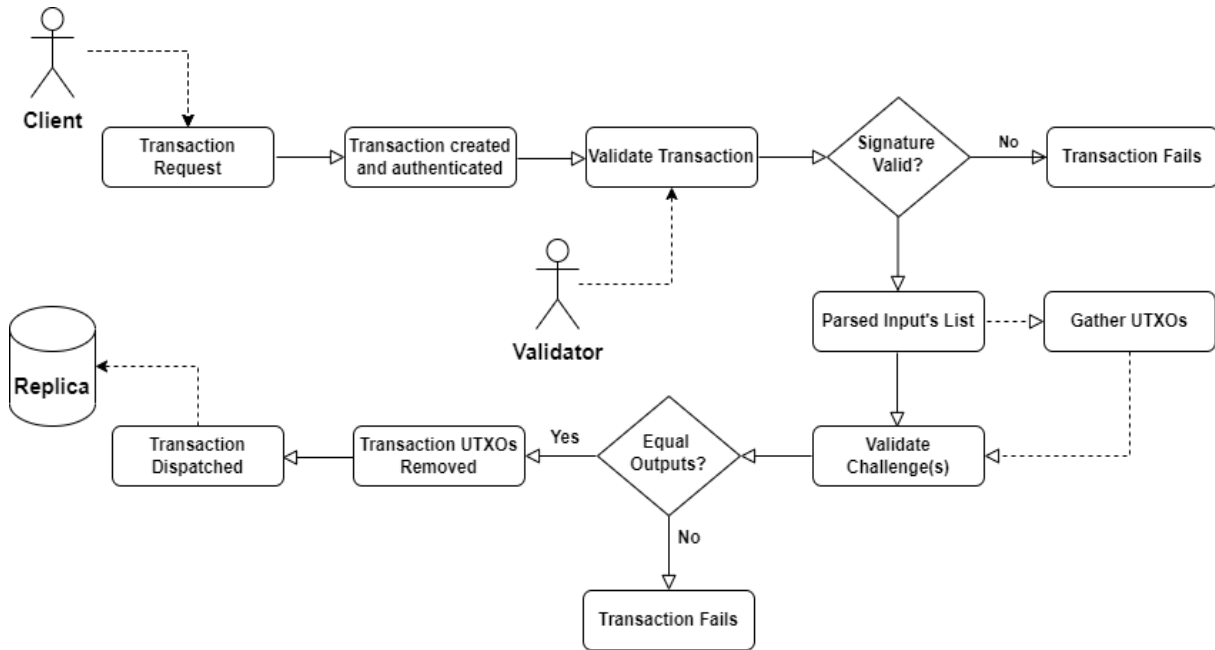 Client
Transaction
Request
Transaction created
and authenticated
Validate Transaction
Signature
Valid?
No
Transaction Fails
Validator
Parsed Input's List
Gather UTXOs
Replica
Transaction
Dispatched
Transaction UTXOs
Removed
Yes
Equal
Outputs?
Validate
Challenge(s)
No
Transaction Fails